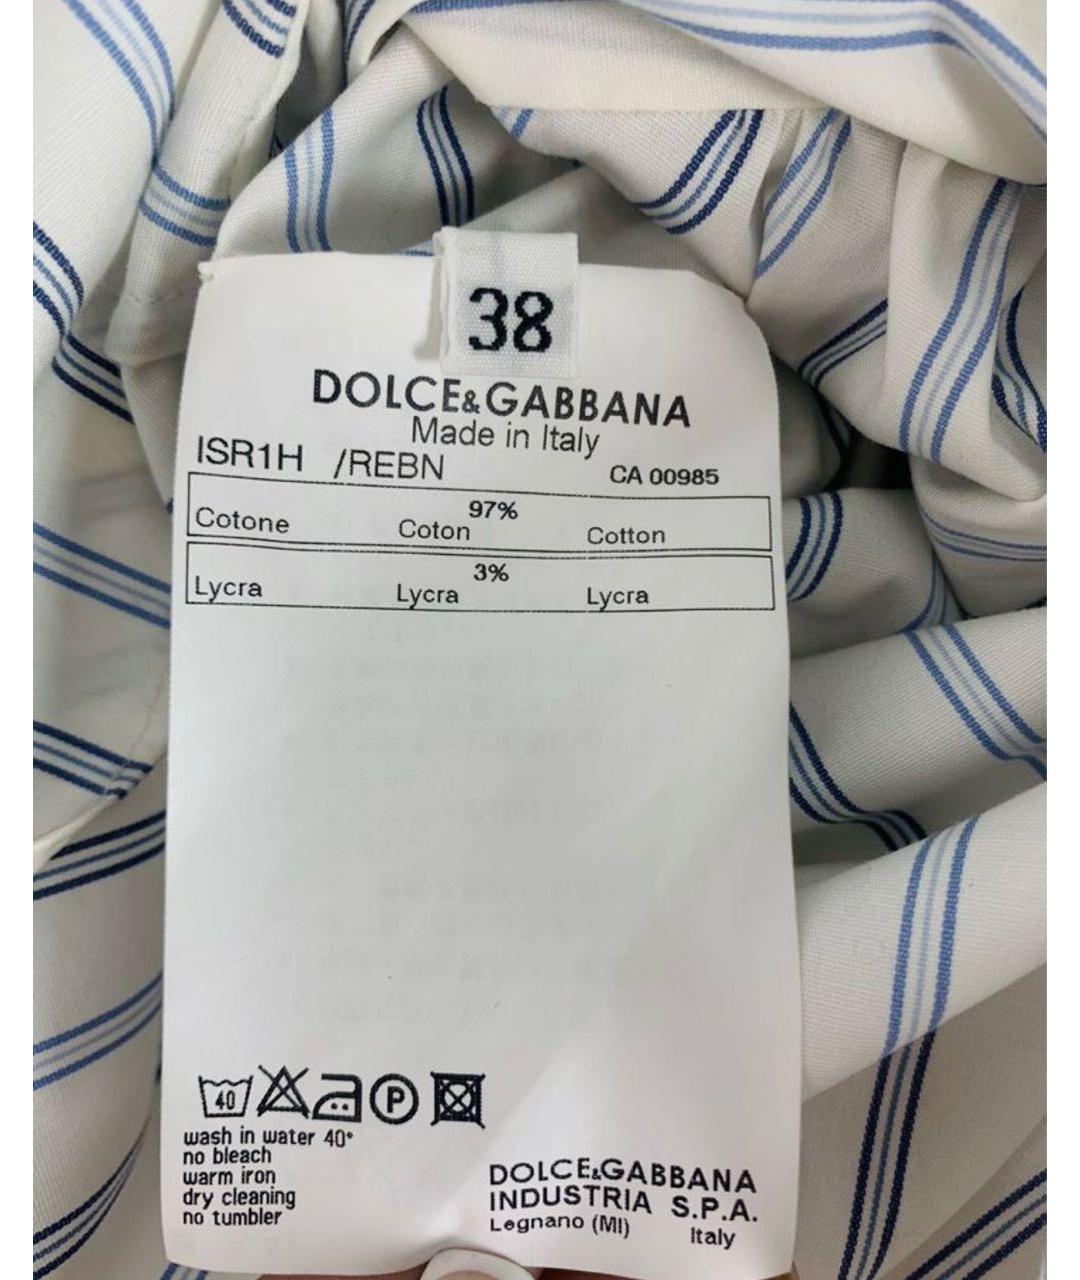 38
DOLCE&GABBANA
Made in Italy
ISR1H /REBN CA 00985
97%
Cotone Coton Cotton
3%
Lycra Lycra Lycra
40 P
wash in water 40°
no bleach
warm iron
dry cleaning
no tumbler
DOLCE&GABBANA
INDUSTRIA S.P.A.
Legnano (MI) Italy